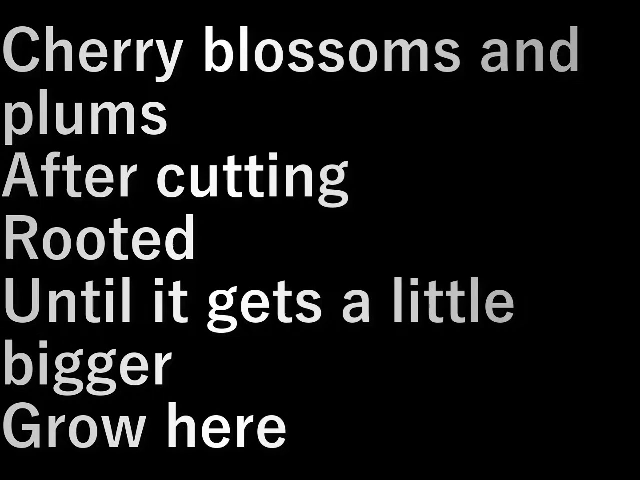 Cherry blossoms and
plums
After cutting
Rooted
Until it gets a little
bigger
Grow here